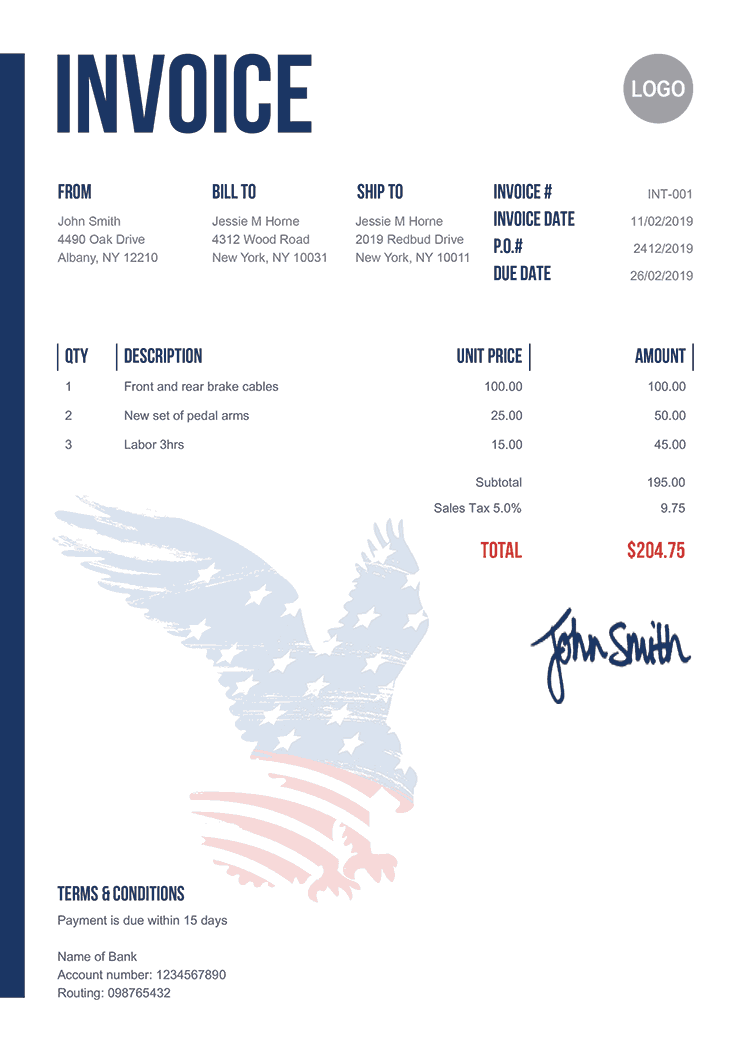 INVOICE
LOGO
FROM
John Smith
4490 Oak Drive
Albany, NY 12210
BILL TO
Jessie M Horne
4312 Wood Road
New York, NY 10031
SHIP TO
Jessie M Horne
2019 Redbud Drive
New York, NY 10011
INVOICE # INT-001
INVOICE DATE 11/02/2019
P.O.# 2412/2019
DUE DATE 26/02/2019
QTY DESCRIPTION UNIT PRICE AMOUNT
1 Front and rear brake cables 100.00 100.00
2 New set of pedal arms 25.00 50.00
3 Labor 3hrs 15.00 45.00
Subtotal 195.00
Sales Tax 5.0% 9.75
TOTAL $204.75
John Smith
TERMS & CONDITIONS
Payment is due within 15 days
Name of Bank
Account number: 1234567890
Routing: 098765432